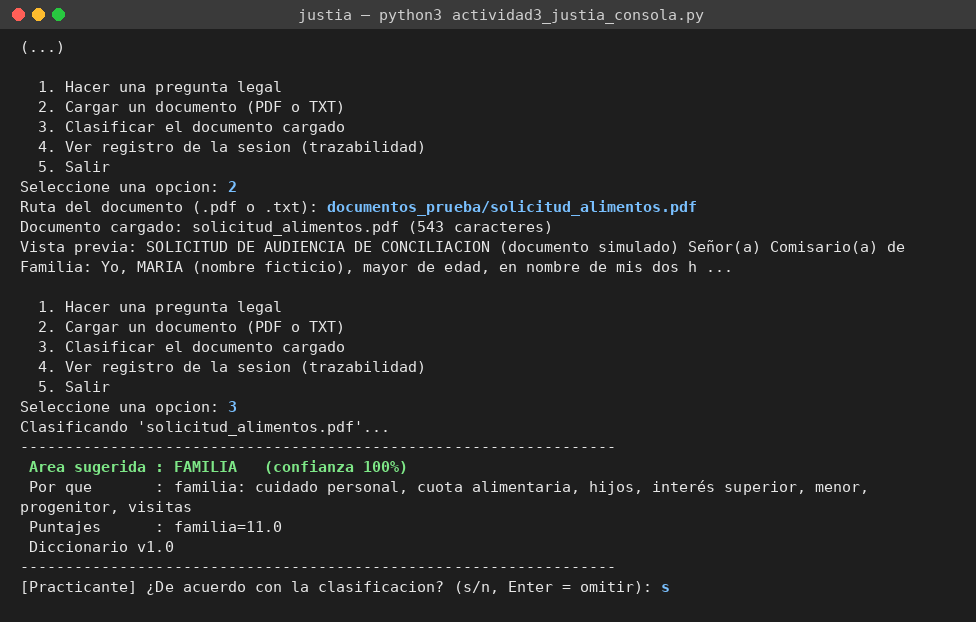 justia — python3 actividad3_justia_consola.py
(...)
1. Hacer una pregunta legal
2. Cargar un documento (PDF o TXT)
3. Clasificar el documento cargado
4. Ver registro de la sesion (trazabilidad)
5. Salir
Seleccione una opcion: 2
Ruta del documento (.pdf o .txt): documentos_prueba/solicitud_alimentos.pdf
Documento cargado: solicitud_alimentos.pdf (543 caracteres)
Vista previa: SOLICITUD DE AUDIENCIA DE CONCILIACION (documento simulado) Señor(a) Comisario(a) de
Familia: Yo, MARIA (nombre ficticio), mayor de edad, en nombre de mis dos h ...
1. Hacer una pregunta legal
2. Cargar un documento (PDF o TXT)
3. Clasificar el documento cargado
4. Ver registro de la sesion (trazabilidad)
5. Salir
Seleccione una opcion: 3
Clasificando 'solicitud_alimentos.pdf'...
------------------------------------------------------------------
Area sugerida : FAMILIA   (confianza 100%)
Por que       : familia: cuidado personal, cuota alimentaria, hijos, interés superior, menor,
progenitor, visitas
Puntajes      : familia=11.0
Diccionario v1.0
------------------------------------------------------------------
[Practicante] ¿De acuerdo con la clasificacion? (s/n, Enter = omitir): s